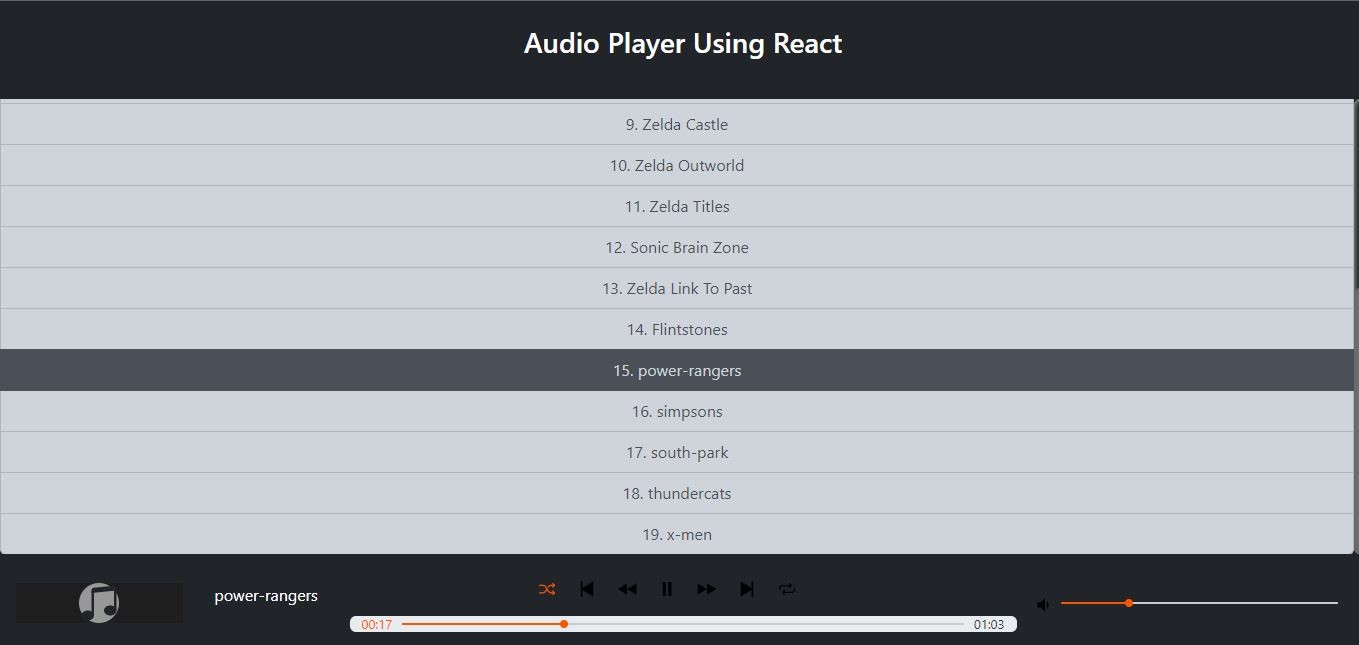 Audio Player Using React
9. Zelda Castle
10. Zelda Outworld
11. Zelda Titles
12. Sonic Brain Zone
13. Zelda Link To Past
14. Flintstones
15. power-rangers
16. simpsons
17. south-park
18. thundercats
19. x-men
power-rangers
00:17 01:03